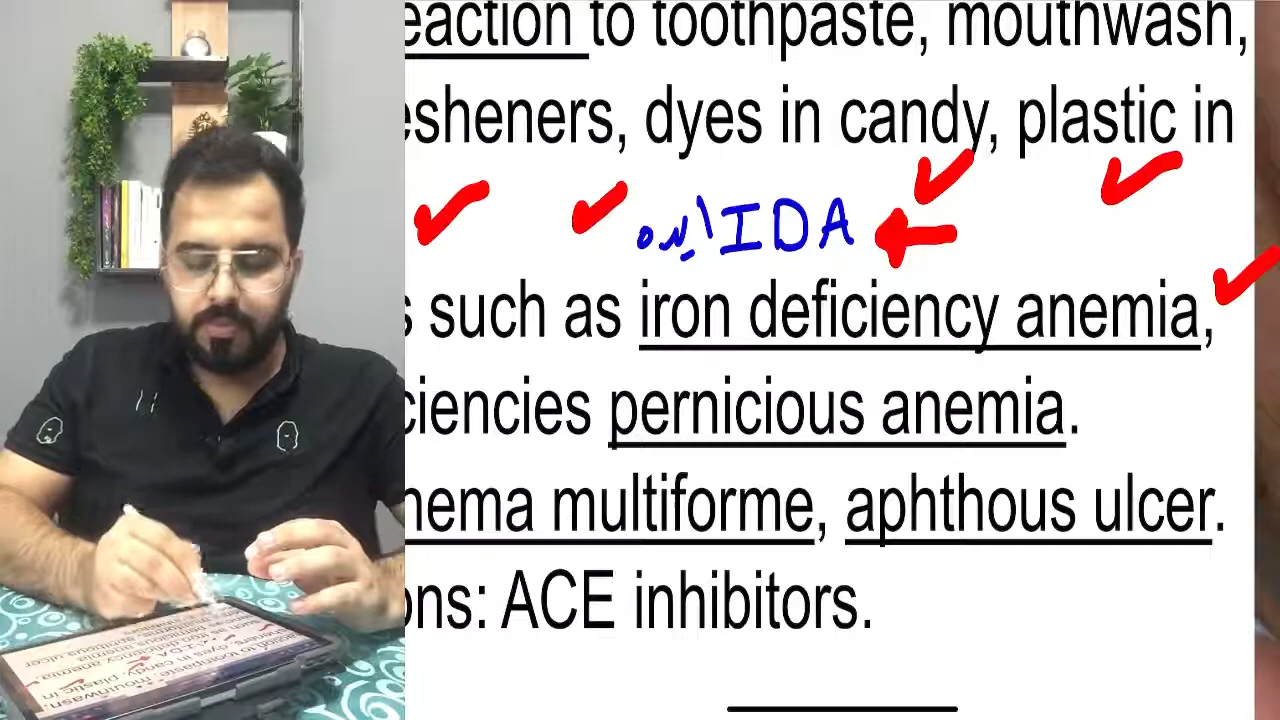 eaction to toothpaste, mouthwash,
esheners, dyes in candy, plastic in
IDA
such as iron deficiency anemia,
ciencies pernicious anemia.
hema multiforme, aphthous ulcer.
ons: ACE inhibitors.